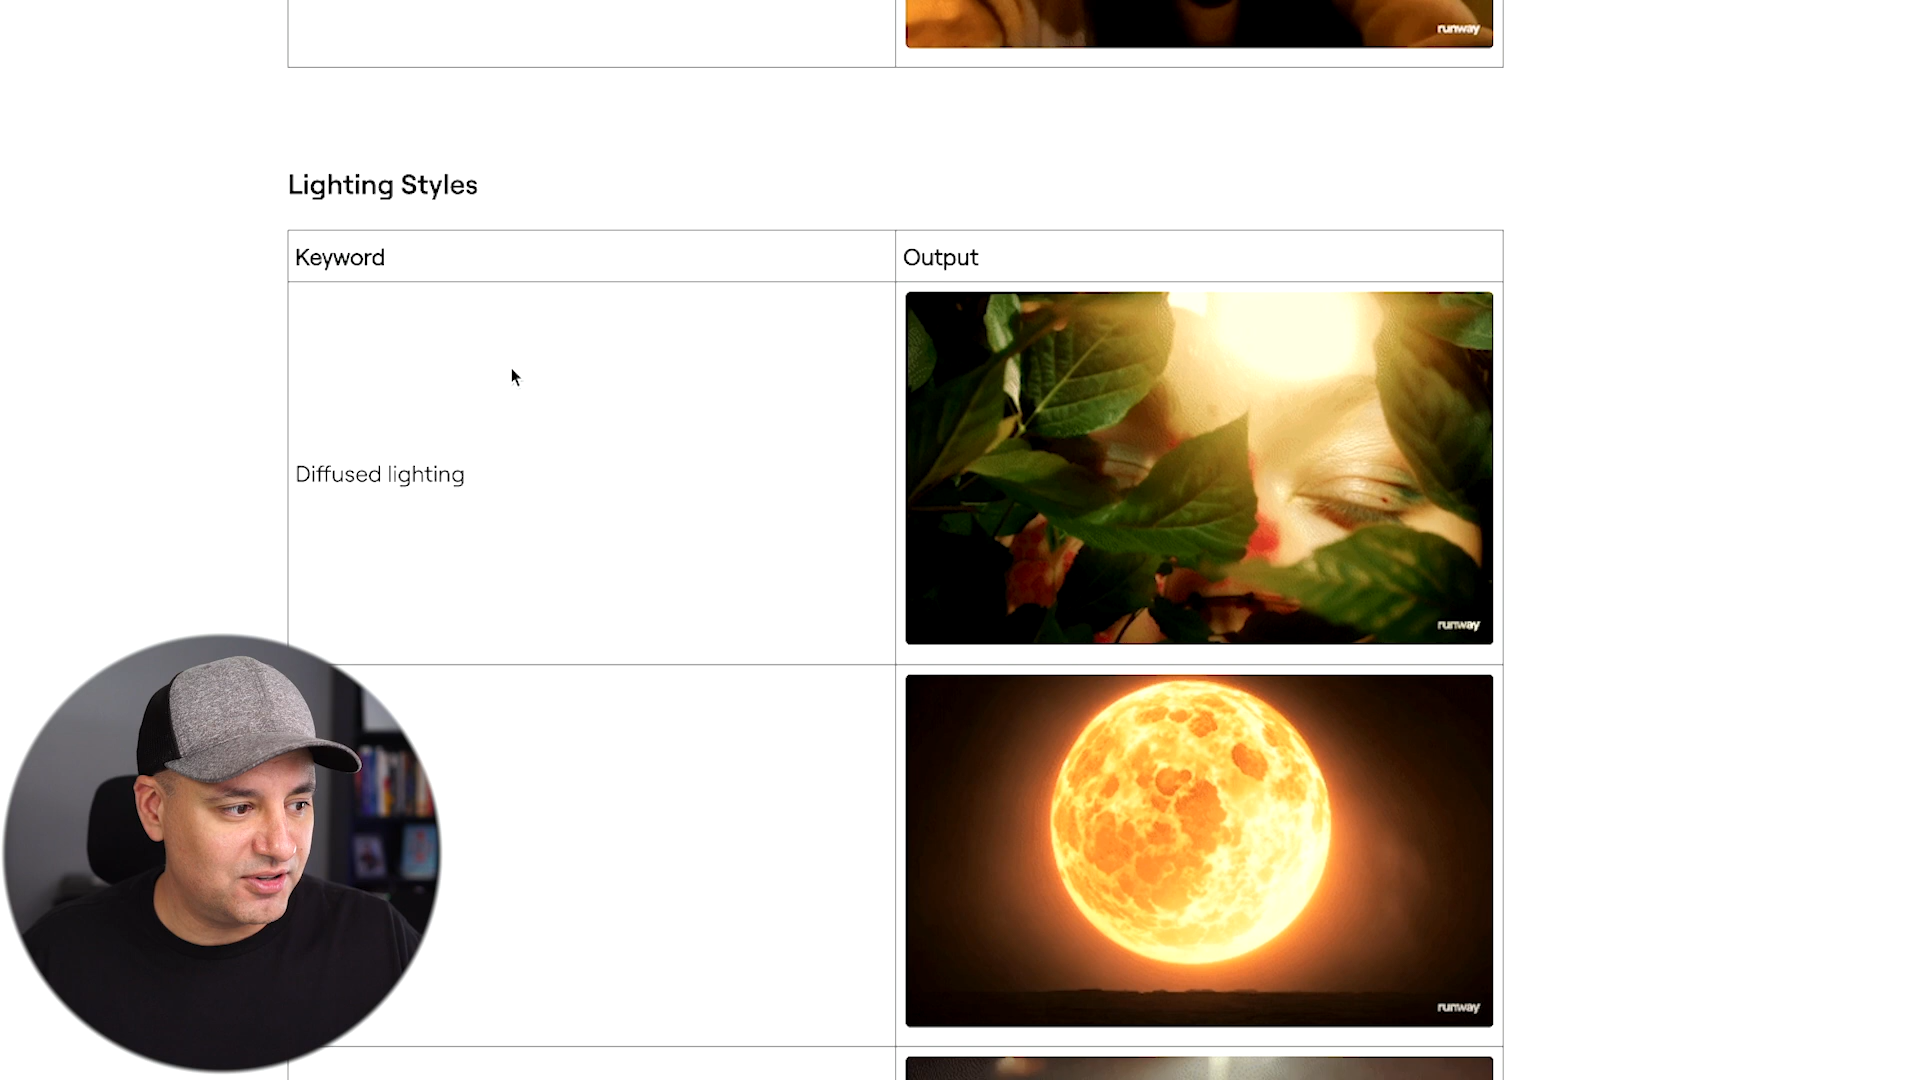 runway
Lighting Styles
Keyword
Output
Diffused lighting
runway
runway